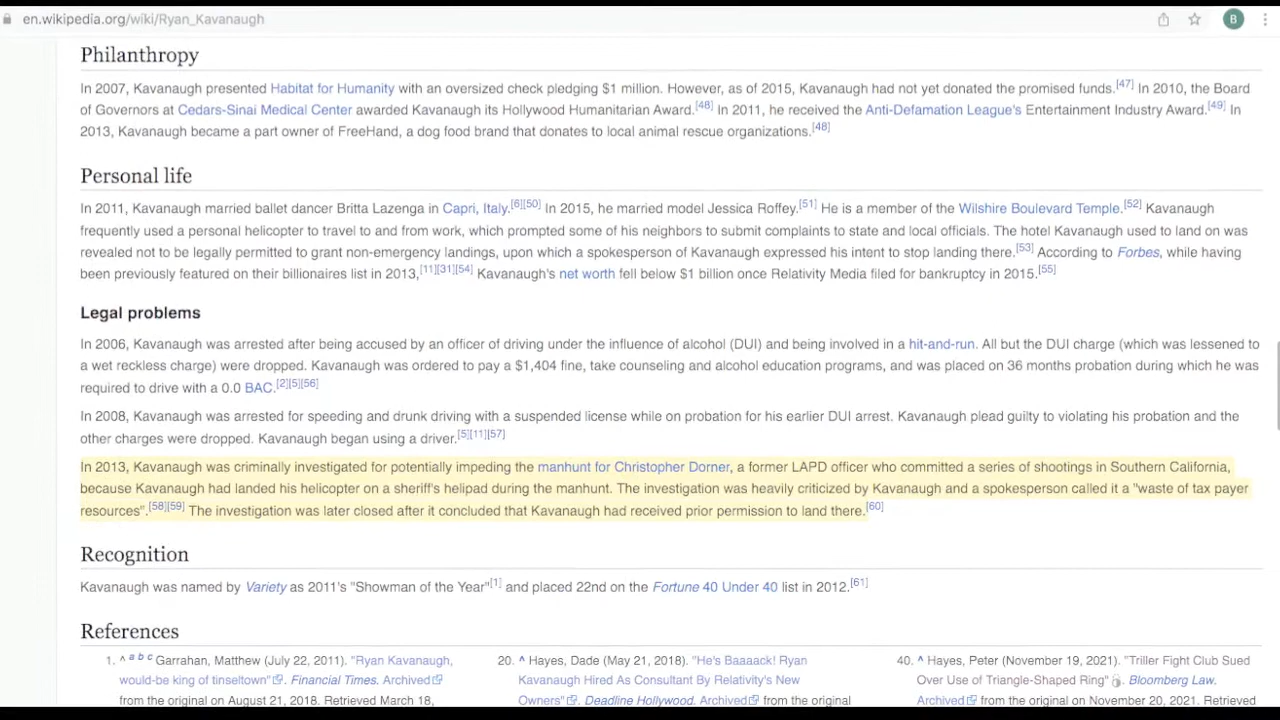 en.wikipedia.org/wiki/Ryan_Kavanaugh
B
Philanthropy
In 2007, Kavanaugh presented Habitat for Humanity with an oversized check pledging $1 million. However, as of 2015, Kavanaugh had not yet donated the promised funds.[47] In 2010, the Board
of Governors at Cedars-Sinai Medical Center awarded Kavanaugh its Hollywood Humanitarian Award.[48] In 2011, he received the Anti-Defamation League's Entertainment Industry Award.[49] In
2013, Kavanaugh became a part owner of FreeHand, a dog food brand that donates to local animal rescue organizations.[48]
Personal life
In 2011, Kavanaugh married ballet dancer Britta Lazenga in Capri, Italy.[6][50] In 2015, he married model Jessica Roffey.[51] He is a member of the Wilshire Boulevard Temple.[52] Kavanaugh
frequently used a personal helicopter to travel to and from work, which prompted some of his neighbors to submit complaints to state and local officials. The hotel Kavanaugh used to land on was
revealed not to be legally permitted to grant non-emergency landings, upon which a spokesperson of Kavanaugh expressed his intent to stop landing there.[53] According to Forbes, while having
been previously featured on their billionaires list in 2013,[11][31][54] Kavanaugh's net worth fell below $1 billion once Relativity Media filed for bankruptcy in 2015.[55]
Legal problems
In 2006, Kavanaugh was arrested after being accused by an officer of driving under the influence of alcohol (DUI) and being involved in a hit-and-run. All but the DUI charge (which was lessened to
a wet reckless charge) were dropped. Kavanaugh was ordered to pay a $1,404 fine, take counseling and alcohol education programs, and was placed on 36 months probation during which he was
required to drive with a 0.0 BAC.[2][5][56]
In 2008, Kavanaugh was arrested for speeding and drunk driving with a suspended license while on probation for his earlier DUI arrest. Kavanaugh plead guilty to violating his probation and the
other charges were dropped. Kavanaugh began using a driver.[5][11][57]
In 2013, Kavanaugh was criminally investigated for potentially impeding the manhunt for Christopher Dorner, a former LAPD officer who committed a series of shootings in Southern California,
because Kavanaugh had landed his helicopter on a sheriff's helipad during the manhunt. The investigation was heavily criticized by Kavanaugh and a spokesperson called it a "waste of tax payer
resources".[58][59] The investigation was later closed after it concluded that Kavanaugh had received prior permission to land there.[60]
Recognition
Kavanaugh was named by Variety as 2011's "Showman of the Year"[1] and placed 22nd on the Fortune 40 Under 40 list in 2012.[61]
References
1. ^ a b c Garrahan, Matthew (July 22, 2011). "Ryan Kavanaugh,
would-be king of tinseltown". Financial Times. Archived
from the original on August 21, 2018. Retrieved March 18,
20. ^ Hayes, Dade (May 21, 2018). "He's Baaaack! Ryan
Kavanaugh Hired As Consultant By Relativity's New
Owners". Deadline Hollywood. Archived from the original
40. ^ Hayes, Peter (November 19, 2021). "Triller Fight Club Sued
Over Use of Triangle-Shaped Ring". Bloomberg Law.
Archived from the original on November 20, 2021. Retrieved